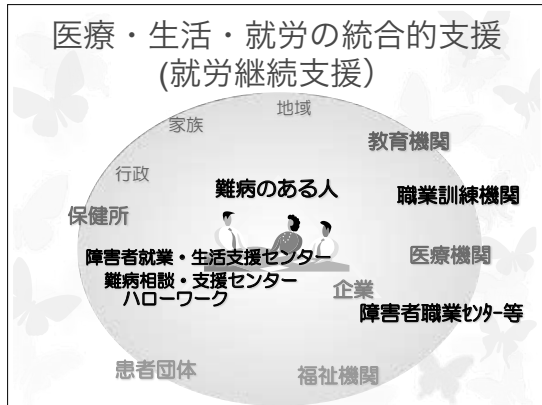 医療・生活・就労の統合的支援
(就労継続支援）
地域
家族
教育機関
行政
難病のある人
職業訓練機関
保健所
障害者就業・生活支援センター
医療機関
難病相談・支援センター
企業
ハローワーク
障害者職業ｾﾝﾀｰ等
患者団体
福祉機関